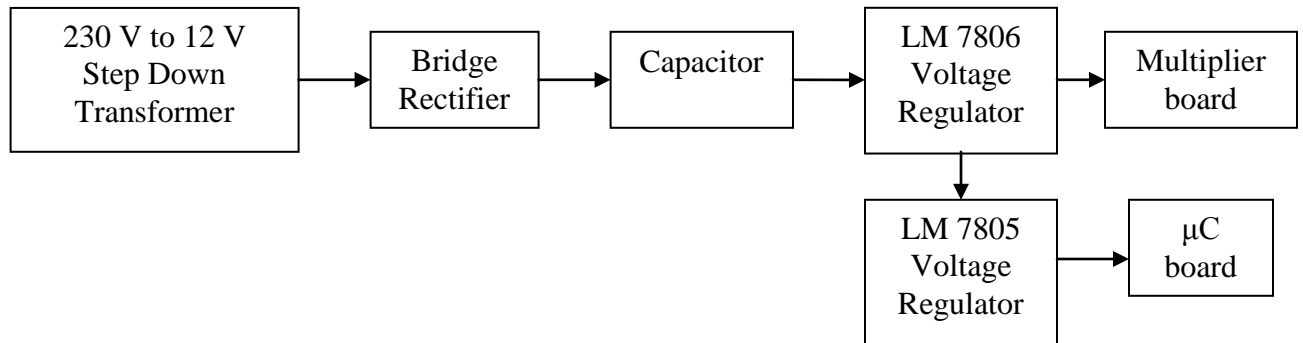 230 V to 12 V
Step Down
Transformer
Bridge
Rectifier
Capacitor
LM 7806
Voltage
Regulator
Multiplier
board
LM 7805
Voltage
Regulator
μC
board